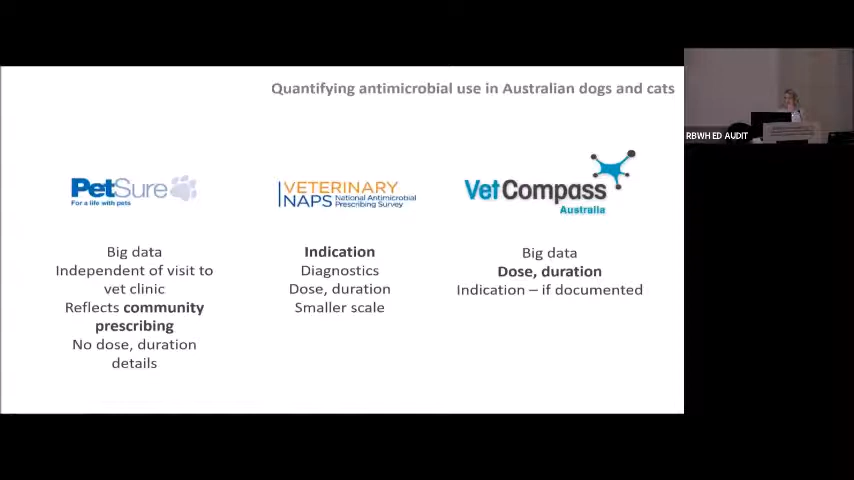 Quantifying antimicrobial use in Australian dogs and cats
RBWH ED AUDIT
PetSure
For a life with pets
Big data
Independent of visit to
vet clinic
Reflects community
prescribing
No dose, duration
details
VETERINARY
NAPS National Antimicrobial
Prescribing Survey
Indication
Diagnostics
Dose, duration
Smaller scale
VetCompass
Australia
Big data
Dose, duration
Indication – if documented